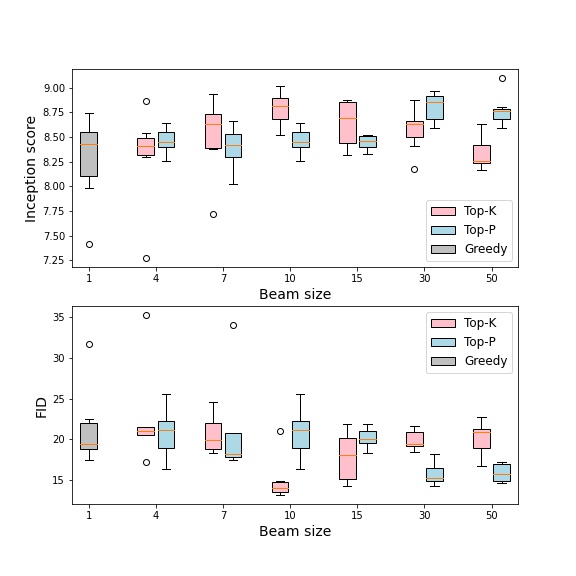 9.00
8.75
8.50
8.25
8.00
7.75
7.50
7.25
Inception score
Top-K
Top-P
Greedy
1 4 7 10 15 30 50
Beam size
35
30
25
20
15
FID
Top-K
Top-P
Greedy
1 4 7 10 15 30 50
Beam size